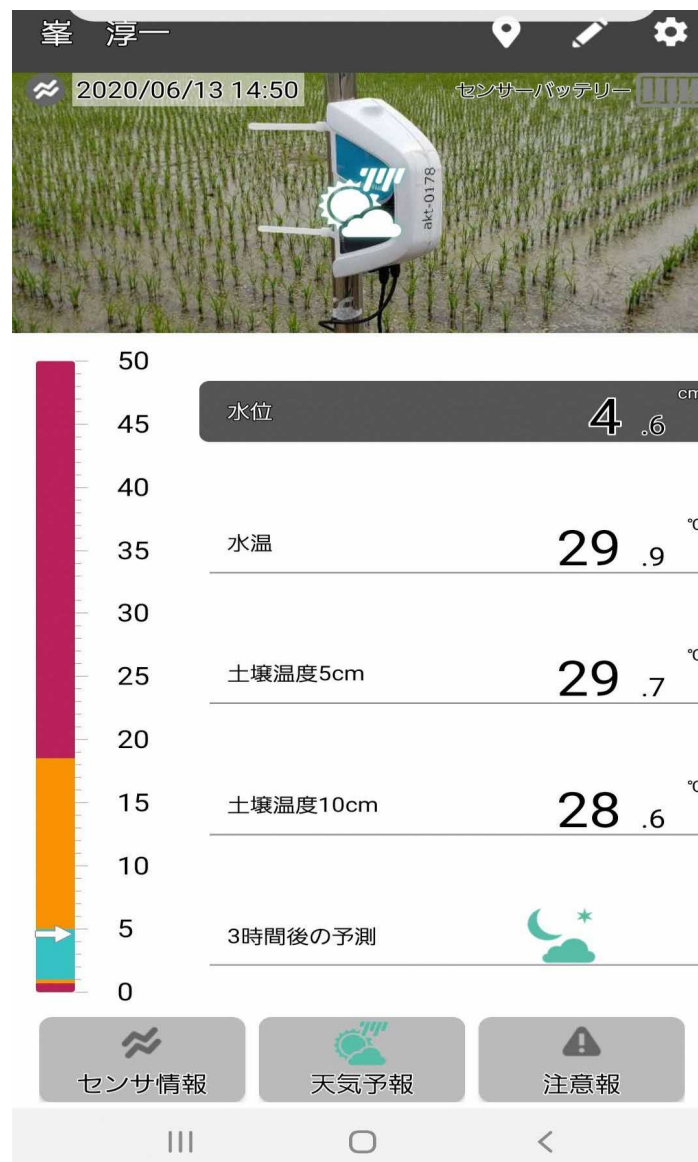 峯 淳一
2020/06/13 14:50
センサーバッテリー
akt-0178
50
45
40
35
30
25
20
15
10
5
0
水位 4.6 cm
水温 29.9 ℃
土壌温度5cm 29.7 ℃
土壌温度10cm 28.6 ℃
3時間後の予測
センサ情報
天気予報
注意報